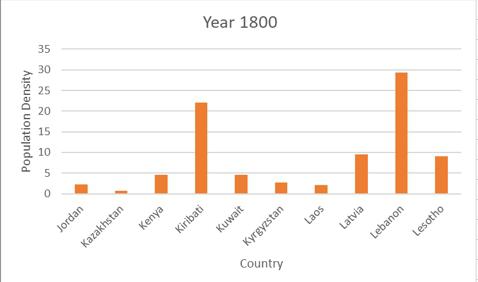 Year 1800
Population Density
35
30
25
20
15
10
5
0
Jordan
Kazakhstan
Kenya
Kiribati
Kuwait
Kyrgyzstan
Laos
Latvia
Lebanon
Lesotho
Country